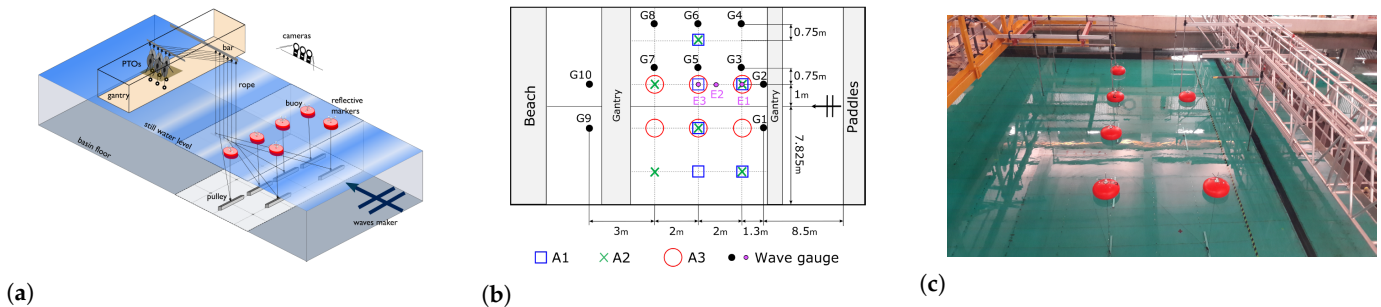 cameras
bar
PTOs
rope
gantry
buoy
reflective
markers
still water level
basin floor
pulley
waves maker
(a)
G8
G6
G4
0.75m
G7
G5
G3
0.75m
G10
G2
E2
E3
E1
1m
Beach
Gantry
Gantry
Paddles
G9
G1
7.825m
3m
2m
2m
1.3m
8.5m
A1
A2
A3
Wave gauge
(b)
(c)